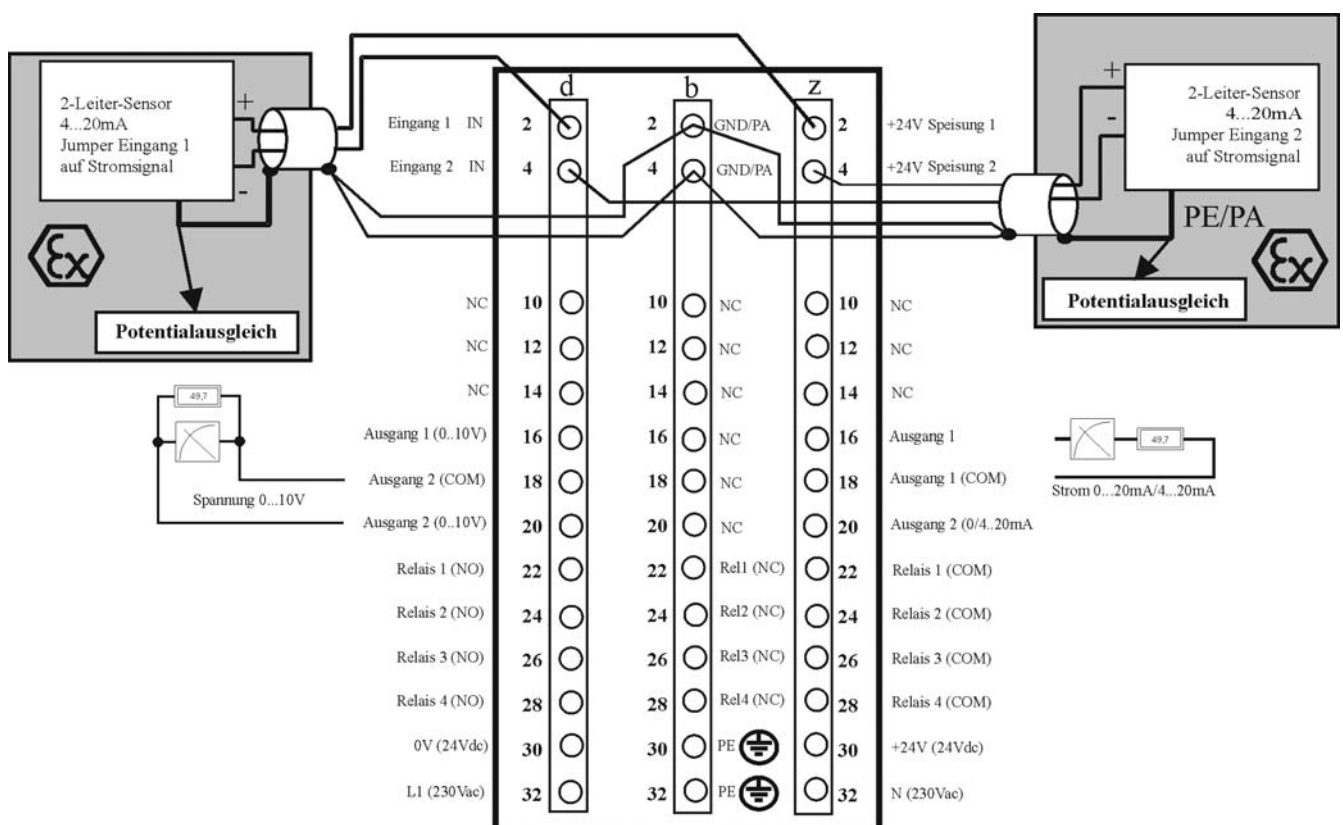 d b z
2-Leiter-Sensor
4...20mA
Jumper Eingang 1
auf Stromsignal
+
-
Ex
Potentialausgleich
+
-
2-Leiter-Sensor
4...20mA
Jumper Eingang 2
auf Stromsignal
PE/PA
Ex
Potentialausgleich
Eingang 1 IN 2 2 GND/PA 2 +24V Speisung 1
Eingang 2 IN 4 4 GND/PA 4 +24V Speisung 2
NC 10 10 NC 10 NC
NC 12 12 NC 12 NC
NC 14 14 NC 14 NC
Ausgang 1 (0..10V) 16 16 NC 16 Ausgang 1
Ausgang 2 (COM) 18 18 NC 18 Ausgang 1 (COM)
Ausgang 2 (0..10V) 20 20 NC 20 Ausgang 2 (0/4..20mA
Relais 1 (NO) 22 22 Rel1 (NC) 22 Relais 1 (COM)
Relais 2 (NO) 24 24 Rel2 (NC) 24 Relais 2 (COM)
Relais 3 (NO) 26 26 Rel3 (NC) 26 Relais 3 (COM)
Relais 4 (NO) 28 28 Rel4 (NC) 28 Relais 4 (COM)
0V (24Vdc) 30 30 PE 30 +24V (24Vdc)
L1 (230Vac) 32 32 PE 32 N (230Vac)
49,7
Spannung 0...10V
49,7
Strom 0...20mA/4...20mA